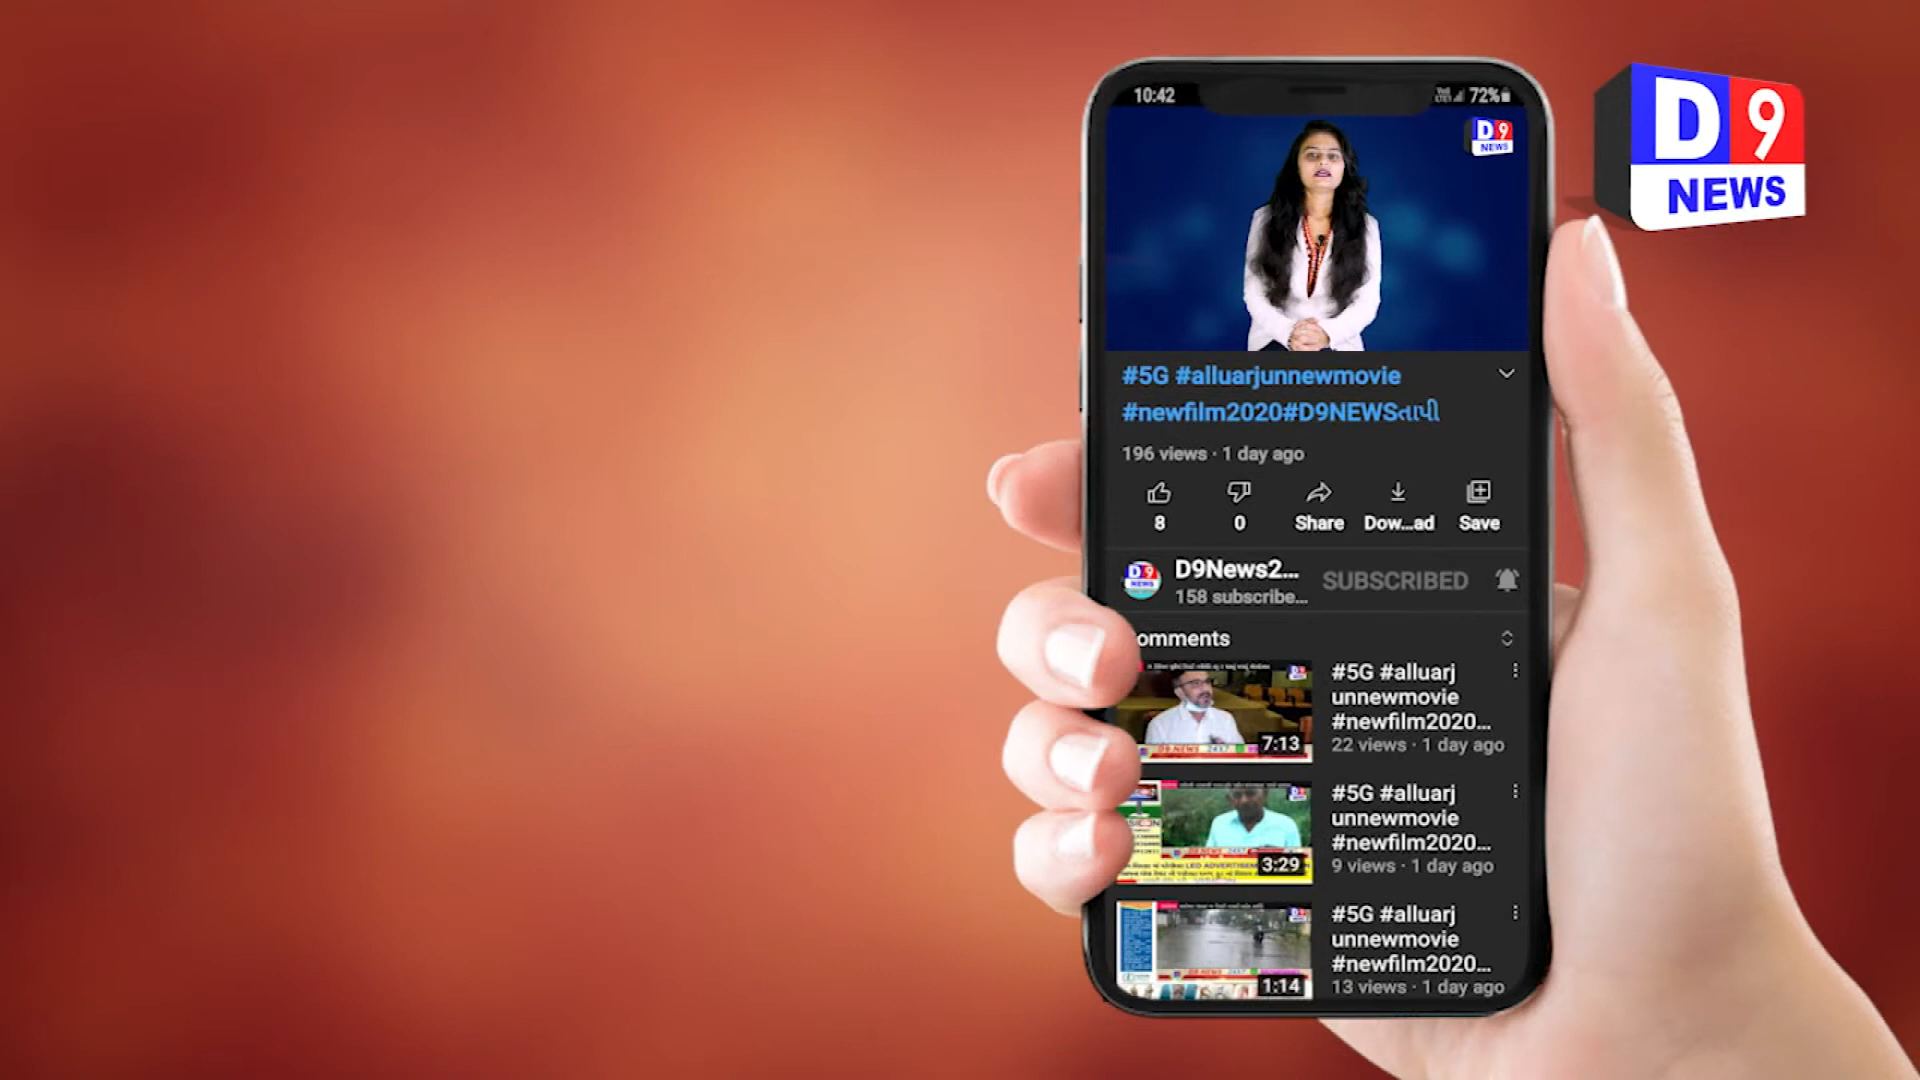 10:42
72%
D 9
NEWS
D 9
NEWS
#5G #alluarjunnewmovie
#newfilm2020#D9NEWSતાપી
196 views · 1 day ago
8
0
Share
Dow...ad
Save
D9News2...
158 subscribe...
SUBSCRIBED
omments
#5G #alluarj
unnewmovie
#newfilm2020...
22 views · 1 day ago
7:13
#5G #alluarj
unnewmovie
#newfilm2020...
9 views · 1 day ago
3:29
#5G #alluarj
unnewmovie
#newfilm2020...
13 views · 1 day ago
1:14